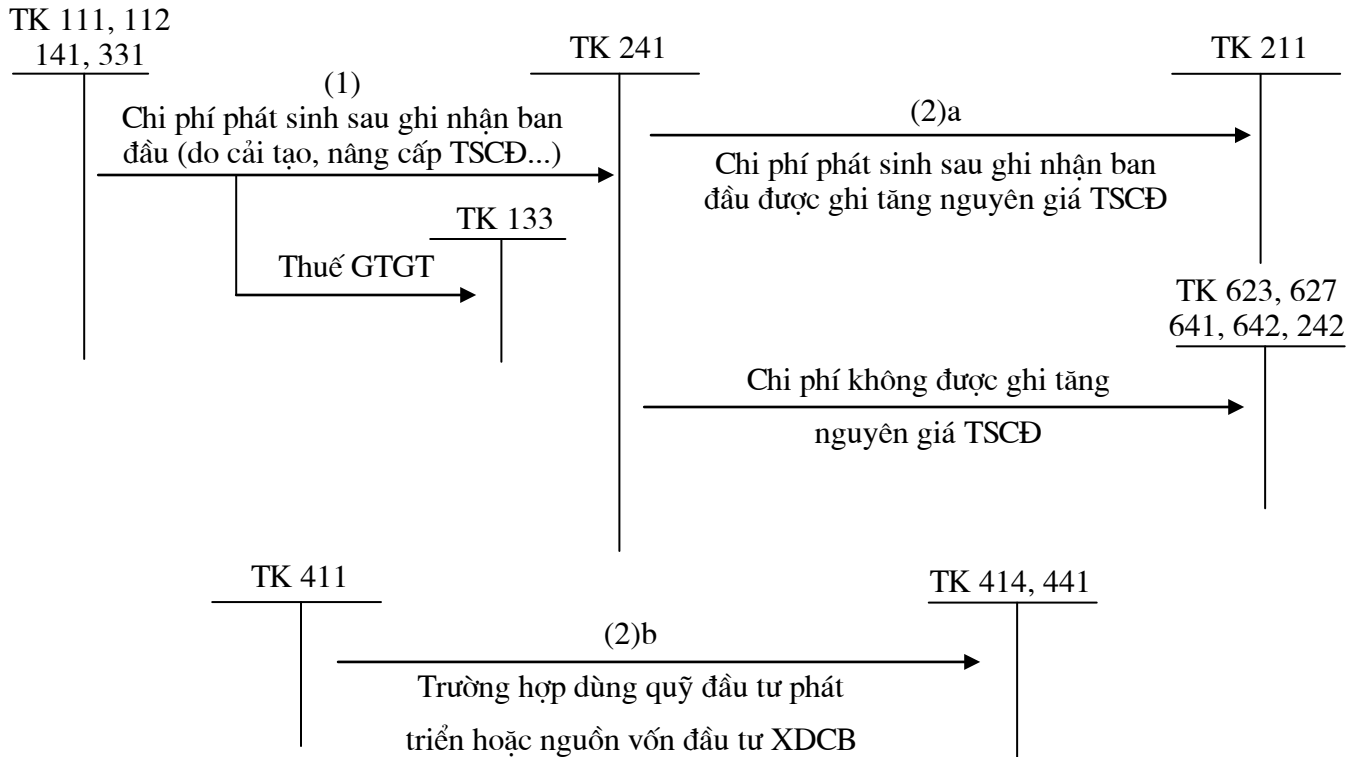 TK 111, 112
141, 331
TK 241
TK 211
(1)
Chi phí phát sinh sau ghi nhận ban
đầu (do cải tạo, nâng cấp TSCĐ...)
(2)a
Chi phí phát sinh sau ghi nhận ban
đầu được ghi tăng nguyên giá TSCĐ
TK 133
Thuế GTGT
TK 623, 627
641, 642, 242
Chi phí không được ghi tăng
nguyên giá TSCĐ
TK 411
TK 414, 441
(2)b
Trường hợp dùng quỹ đầu tư phát
triển hoặc nguồn vốn đầu tư XDCB